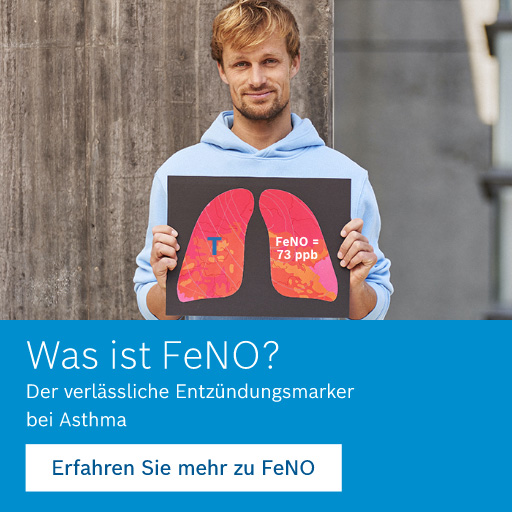 T
FeNO =
73 ppb
Was ist FeNO?
Der verlässliche Entzündungsmarker
bei Asthma
Erfahren Sie mehr zu FeNO